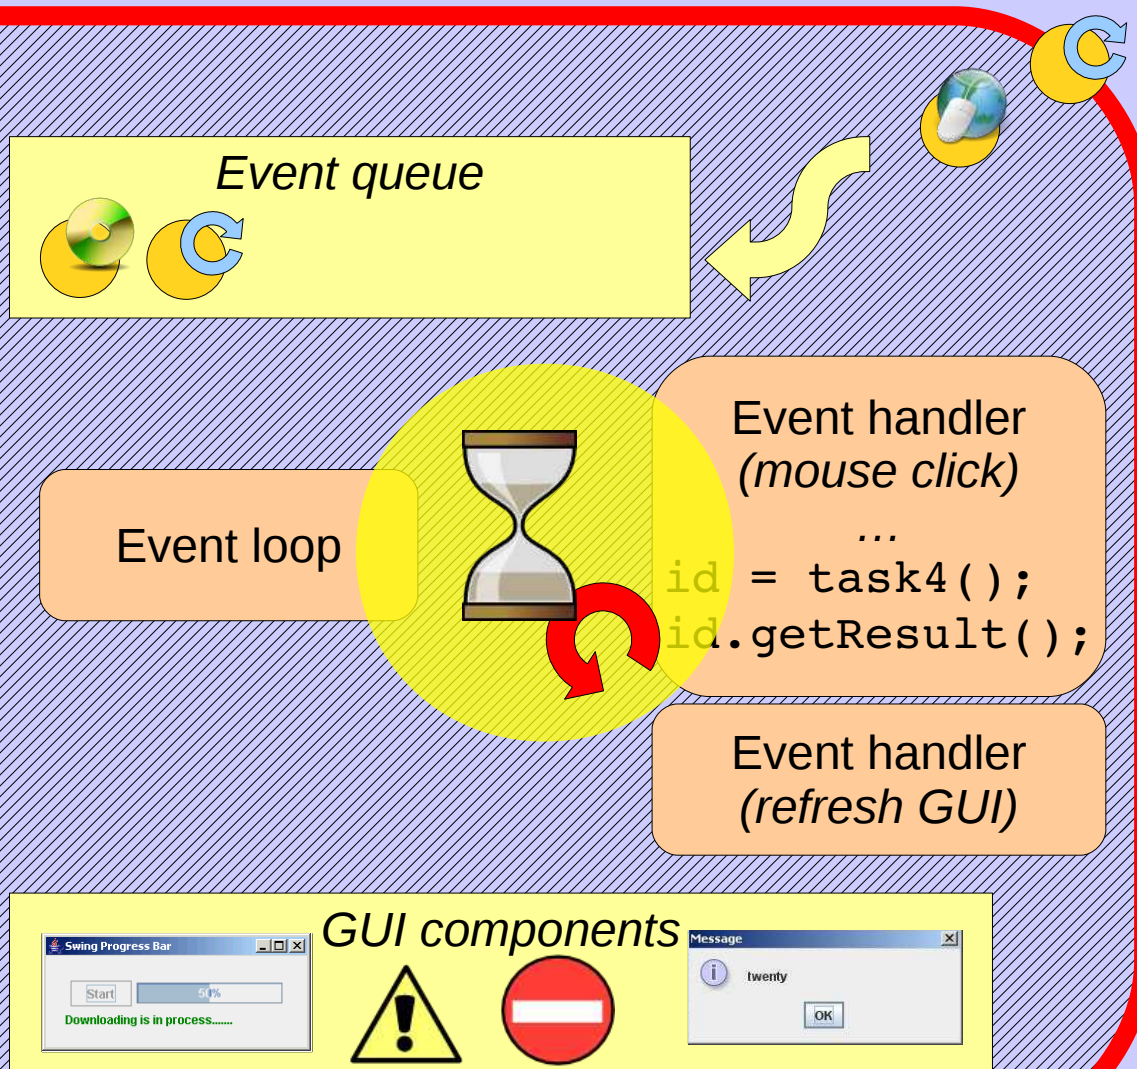 Event queue
Event handler
(mouse click)
...
id = task4();
id.getResult();
Event loop
Event handler
(refresh GUI)
GUI components
Swing Progress Bar
Start
50%
Downloading is in process.......
Message
twenty
OK